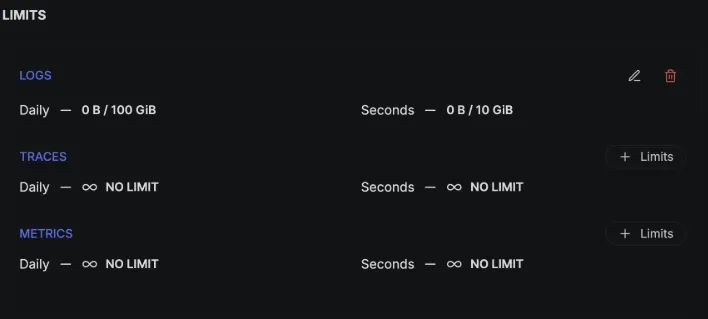 LIMITS
LOGS
Daily — 0 B / 100 GiB Seconds — 0 B / 10 GiB
TRACES + Limits
Daily — ∞ NO LIMIT Seconds — ∞ NO LIMIT
METRICS + Limits
Daily — ∞ NO LIMIT Seconds — ∞ NO LIMIT